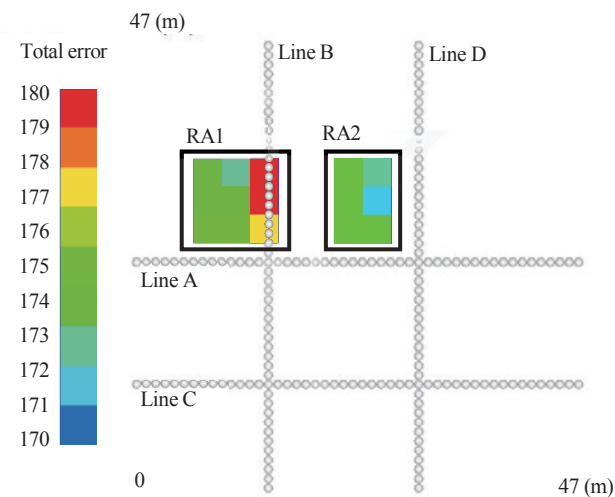 47 (m)
Total error
Line B
Line D
180
179
178
177
176
175
174
173
172
171
170
RA1
RA2
Line A
Line C
0
47 (m)